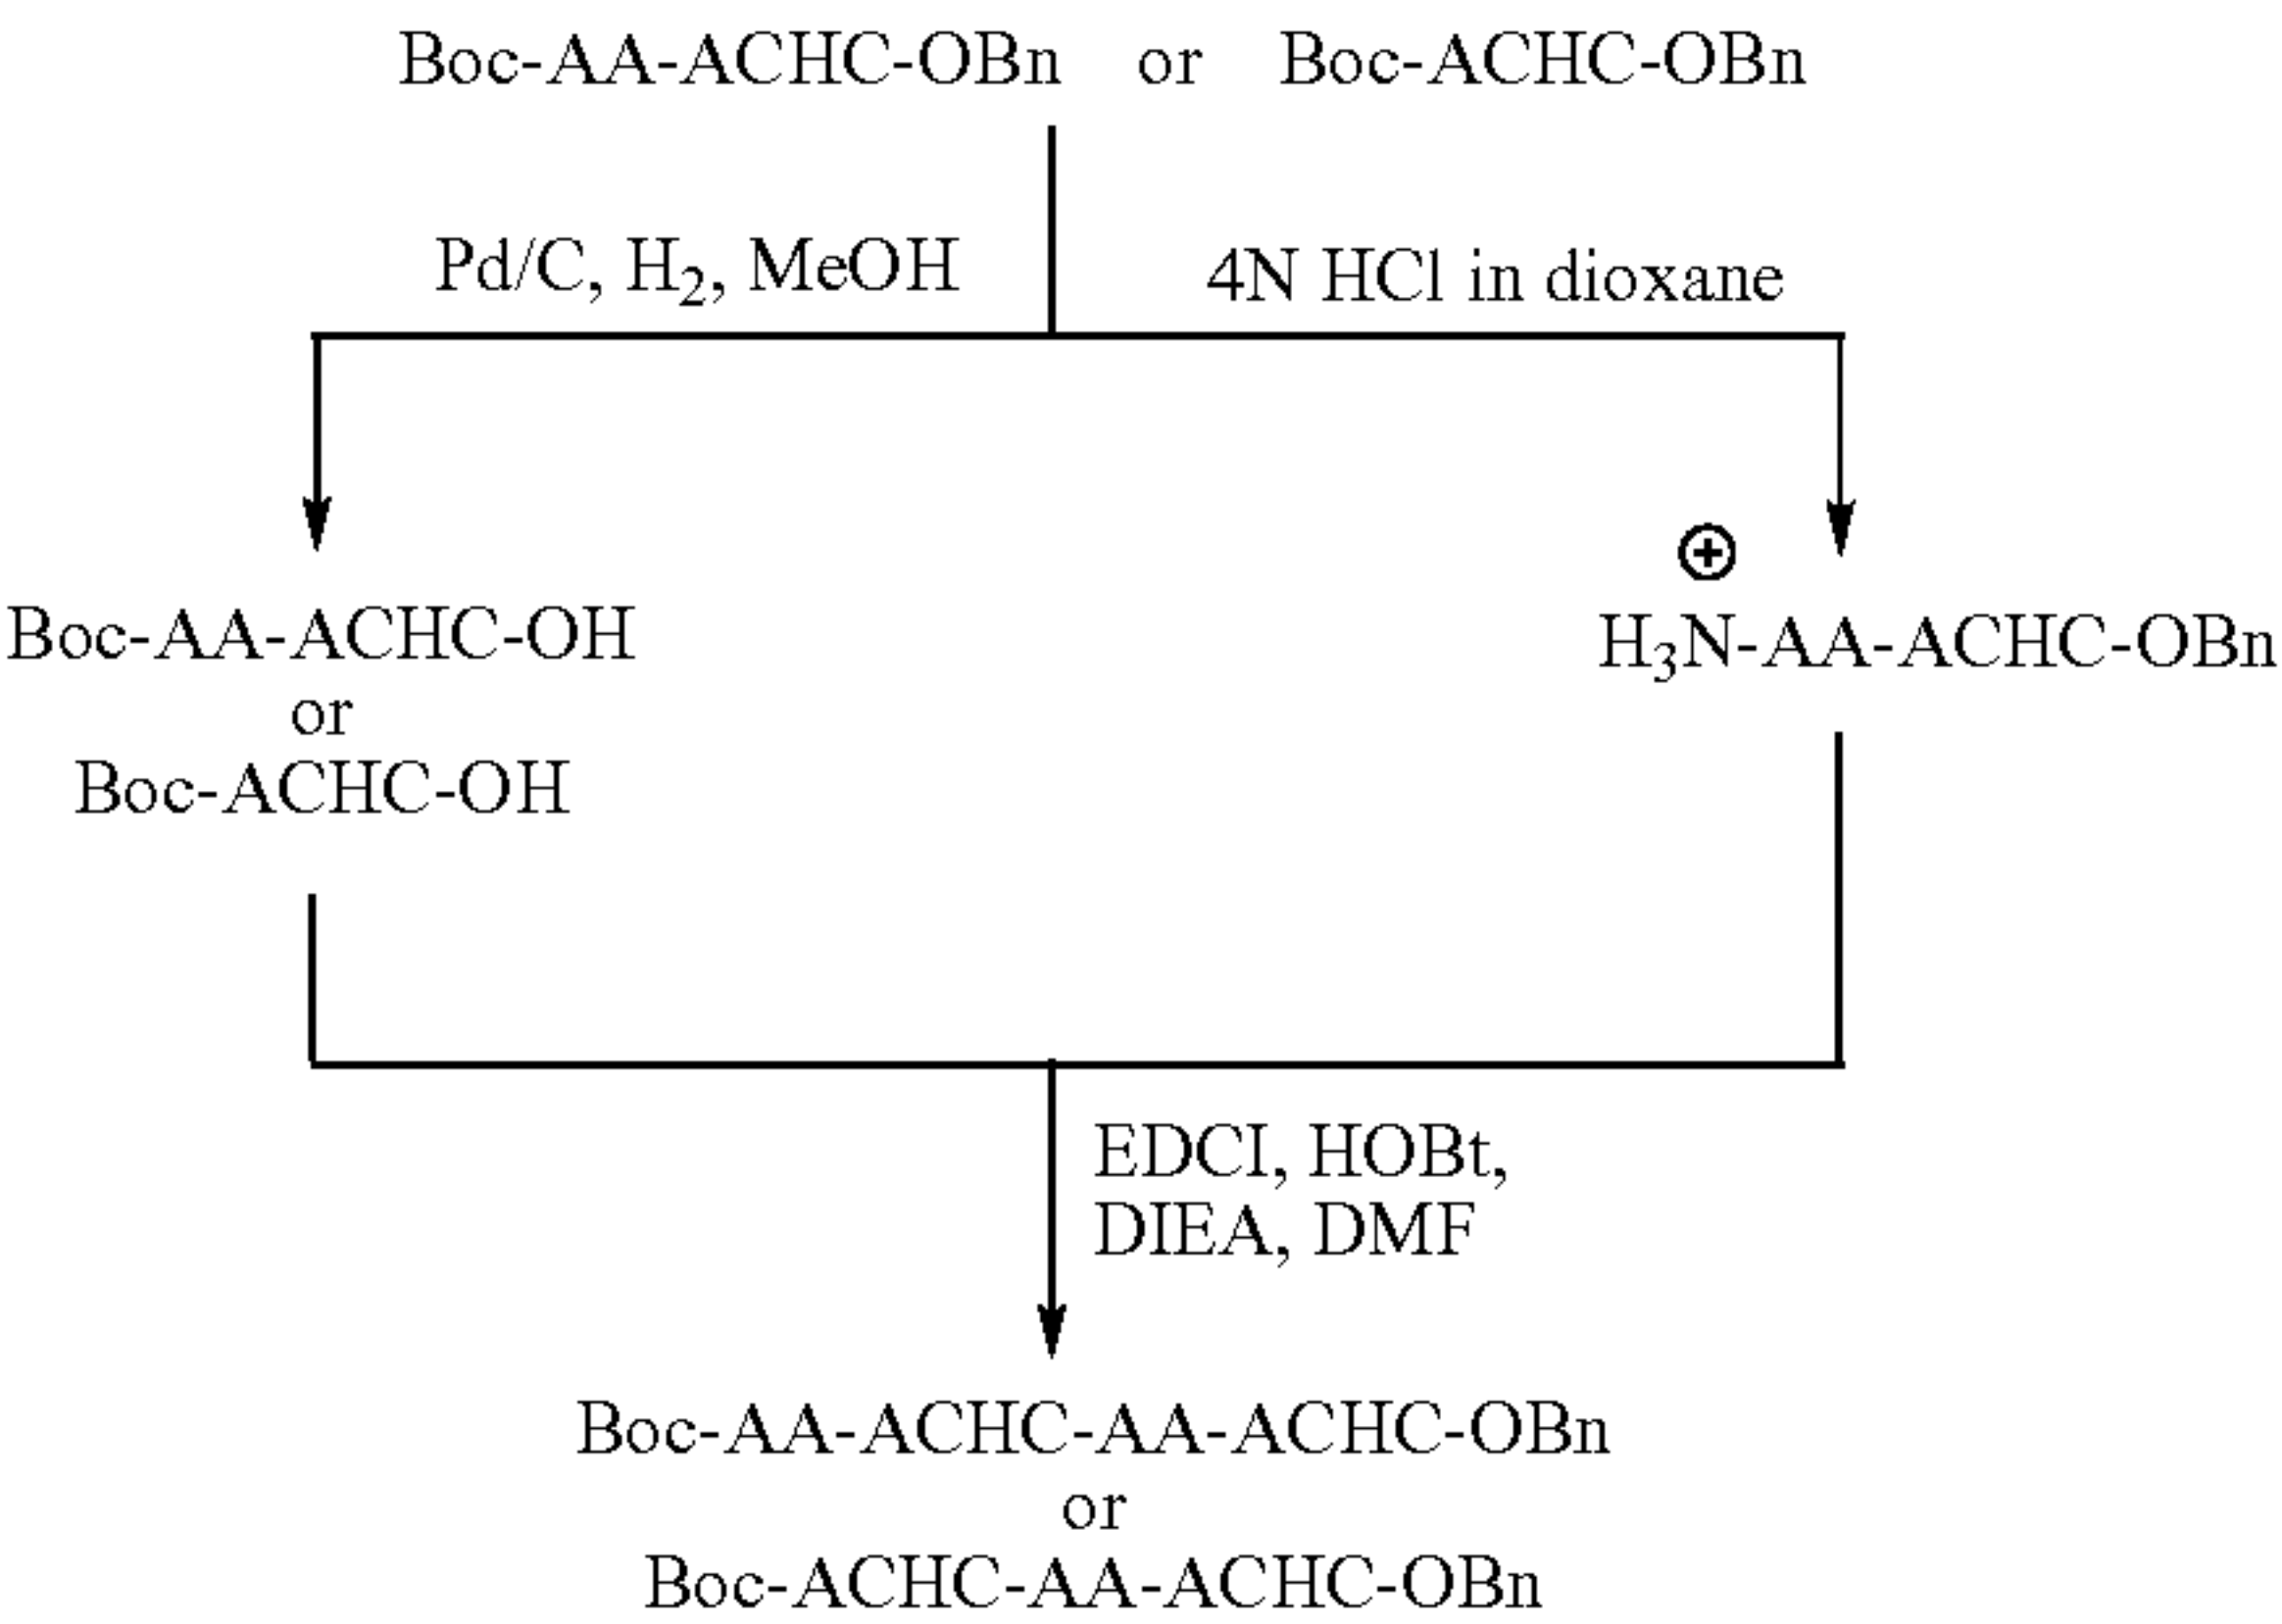 Boc-AA-ACHC-OBn or Boc-ACHC-OBn
Pd/C, H₂, MeOH
4N HCl in dioxane
Boc-AA-ACHC-OH
or
Boc-ACHC-OH
⊕
H₃N-AA-ACHC-OBn
EDCI, HOBt,
DIEA, DMF
Boc-AA-ACHC-AA-ACHC-OBn
or
Boc-ACHC-AA-ACHC-OBn